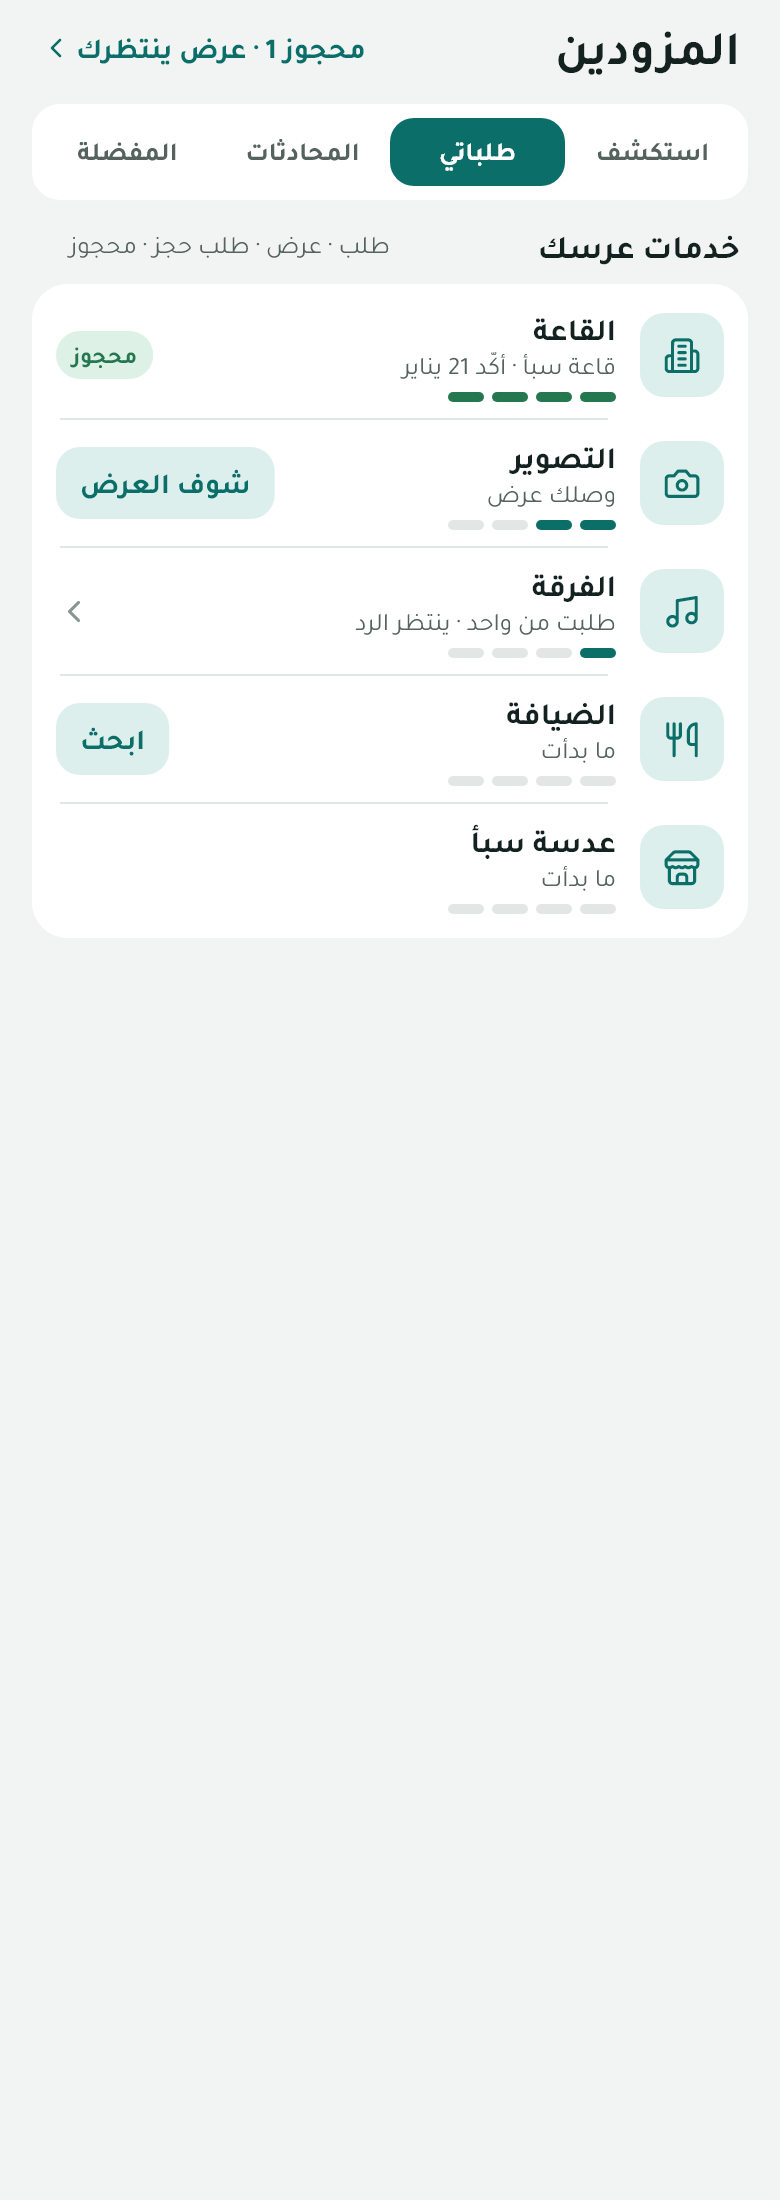 المزودين
محجوز 1 · عرض ينتظرك
استكشف
طلباتي
المحادثات
المفضلة
خدمات عرسك
طلب · عرض · طلب حجز · محجوز
القاعة
قاعة سبأ · أكّد 21 يناير
محجوز
التصوير
وصلك عرض
شوف العرض
الفرقة
طلبت من واحد · ينتظر الرد
الضيافة
ما بدأت
ابحث
عدسة سبأ
ما بدأت